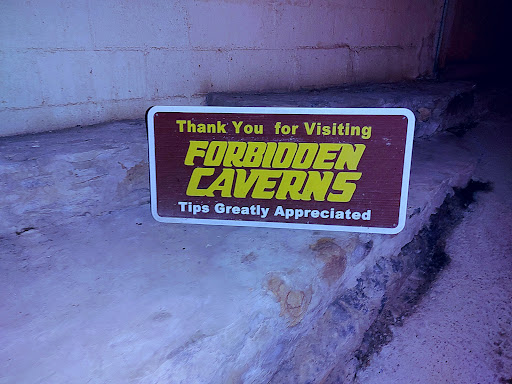 Thank You for Visiting
FORBIDDEN
CAVERNS
Tips Greatly Appreciated